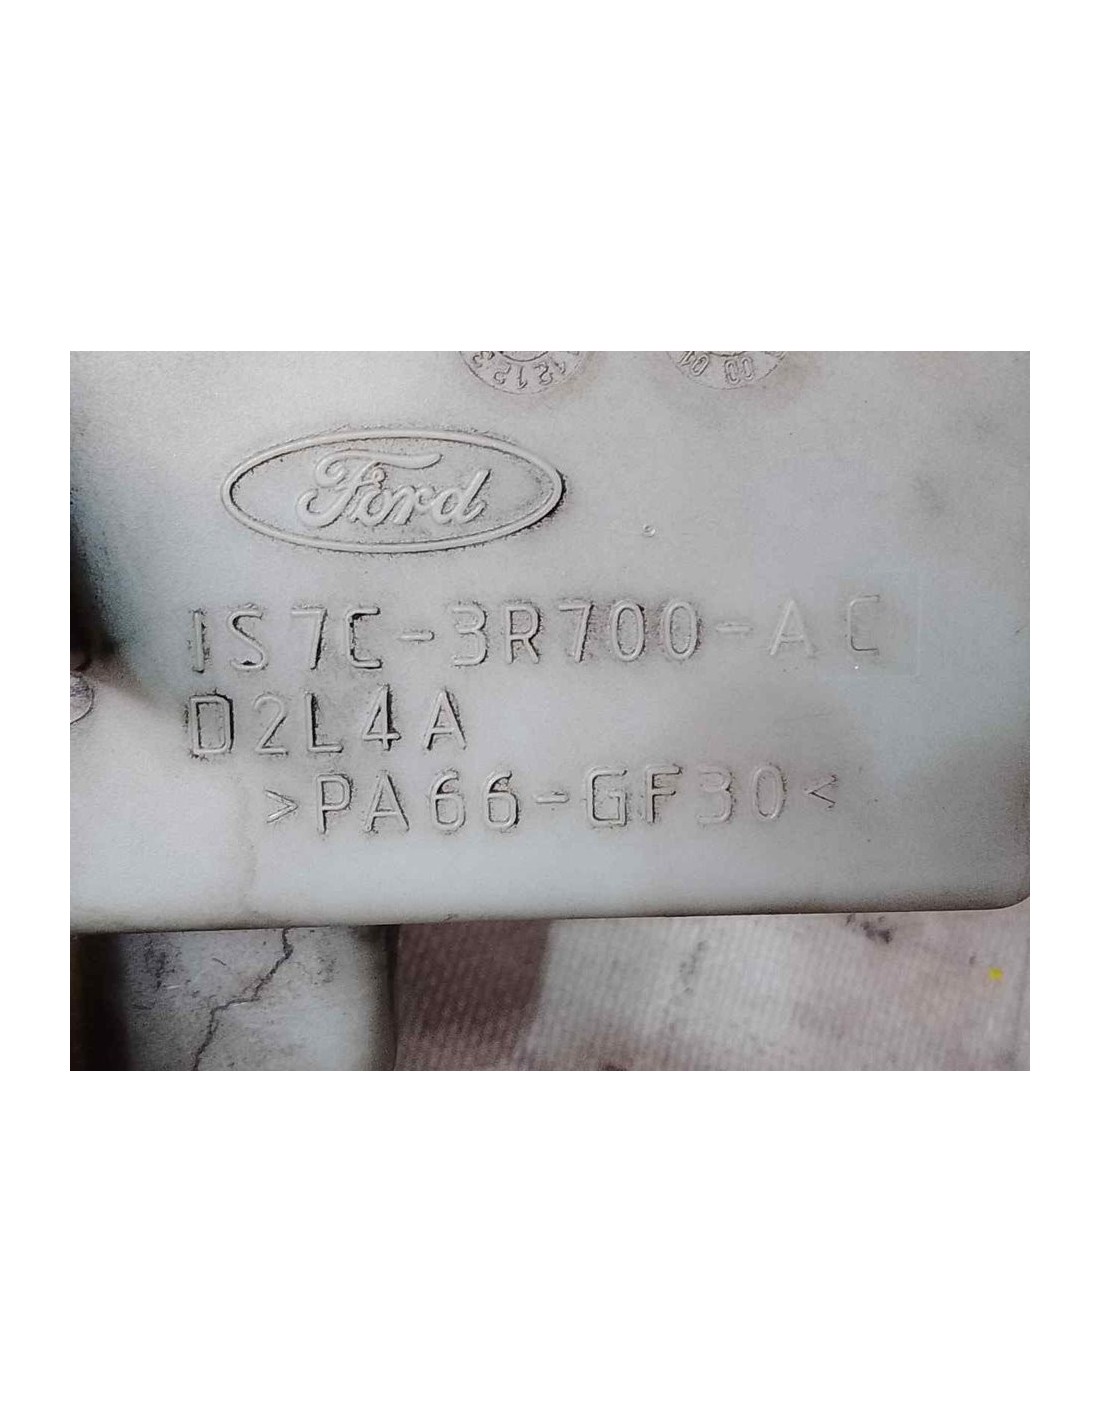 Ford
1S7C-3R700-AC
D2L4A
>PA66-GF30<